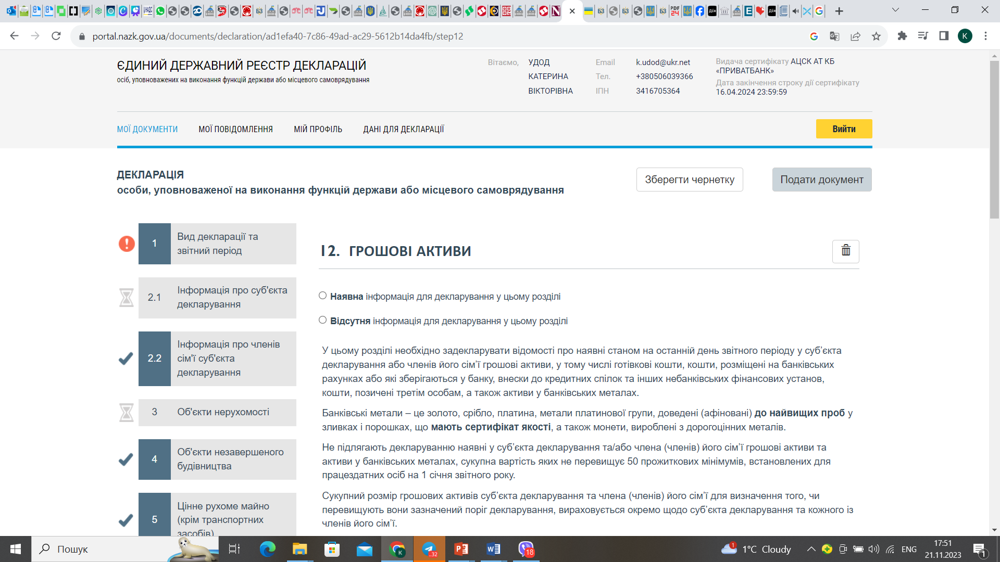 portal.nazk.gov.ua/documents/declaration/ad1efa40-7c86-49ad-ac29-5612b14da4fb/step12
K
ЄДИНИЙ ДЕРЖАВНИЙ РЕЄСТР ДЕКЛАРАЦІЙ
осіб, уповноважених на виконання функцій держави або місцевого самоврядування
Вітаємо, УДОД
КАТЕРИНА
ВІКТОРІВНА
Email k.udod@ukr.net
Тел. +380506039366
ІПН 3416705364
Видача сертифікату АЦСК АТ КБ
«ПРИВАТБАНК»
Дата закінчення строку дії сертифікату
16.04.2024 23:59:59
МОЇ ДОКУМЕНТИ МОЇ ПОВІДОМЛЕННЯ МІЙ ПРОФІЛЬ ДАНІ ДЛЯ ДЕКЛАРАЦІЇ Вийти
ДЕКЛАРАЦІЯ
особи, уповноваженої на виконання функцій держави або місцевого самоврядування
Зберегти чернетку Подати документ
1 Вид декларації та
звітний період
2.1 Інформація про суб'єкта
декларування
2.2 Інформація про членів
сім'ї суб'єкта
декларування
3 Об'єкти нерухомості
4 Об'єкти незавершеного
будівництва
5 Цінне рухоме майно
(крім транспортних
засобів)
12. ГРОШОВІ АКТИВИ
Наявна інформація для декларування у цьому розділі
Відсутня інформація для декларування у цьому розділі
У цьому розділі необхідно задекларувати відомості про наявні станом на останній день звітного періоду у суб’єкта
декларування або членів його сім’ї грошові активи, у тому числі готівкові кошти, кошти, розміщені на банківських
рахунках або які зберігаються у банку, внески до кредитних спілок та інших небанківських фінансових установ,
кошти, позичені третім особам, а також активи у банківських металах.
Банківські метали – це золото, срібло, платина, метали платинової групи, доведені (афіновані) до найвищих проб у
зливках і порошках, що мають сертифікат якості, а також монети, вироблені з дорогоцінних металів.
Не підлягають декларуванню наявні у суб’єкта декларування та/або члена (членів) його сім’ї грошові активи та
активи у банківських металах, сукупна вартість яких не перевищує 50 прожиткових мінімумів, встановлених для
працездатних осіб на 1 січня звітного року.
Сукупний розмір грошових активів суб’єкта декларування та члена (членів) його сім’ї для визначення того, чи
перевищують вони зазначений поріг декларування, вираховується окремо щодо суб’єкта декларування та кожного із
членів його сім’ї.
Пошук
1°C Cloudy
ENG
17:51
21.11.2023